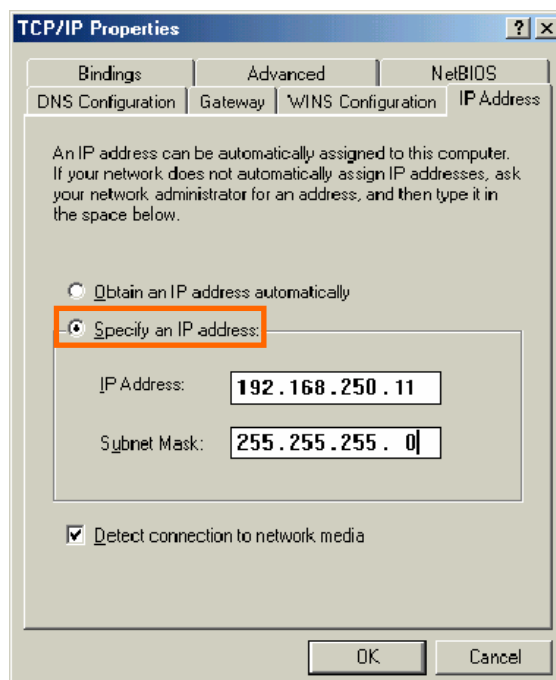 TCP/IP Properties
Bindings Advanced NetBIOS
DNS Configuration Gateway WINS Configuration IP Address
An IP address can be automatically assigned to this computer.
If your network does not automatically assign IP addresses, ask
your network administrator for an address, and then type it in
the space below.
Obtain an IP address automatically
Specify an IP address:
IP Address: 192.168.250.11
Subnet Mask: 255.255.255. 0
Detect connection to network media
OK Cancel